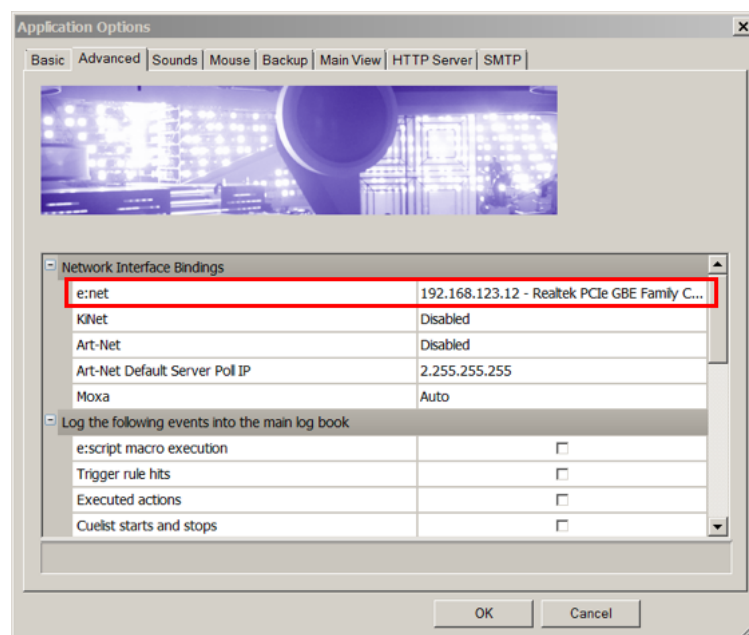 Application Options
Basic Advanced Sounds Mouse Backup Main View HTTP Server SMTP
Network Interface Bindings
e:net 192.168.123.12 - Realtek PCIe GBE Family C...
KiNet Disabled
Art-Net Disabled
Art-Net Default Server Poll IP 2.255.255.255
Moxa Auto
Log the following events into the main log book
e:script macro execution
Trigger rule hits
Executed actions
Cuelist starts and stops
OK Cancel